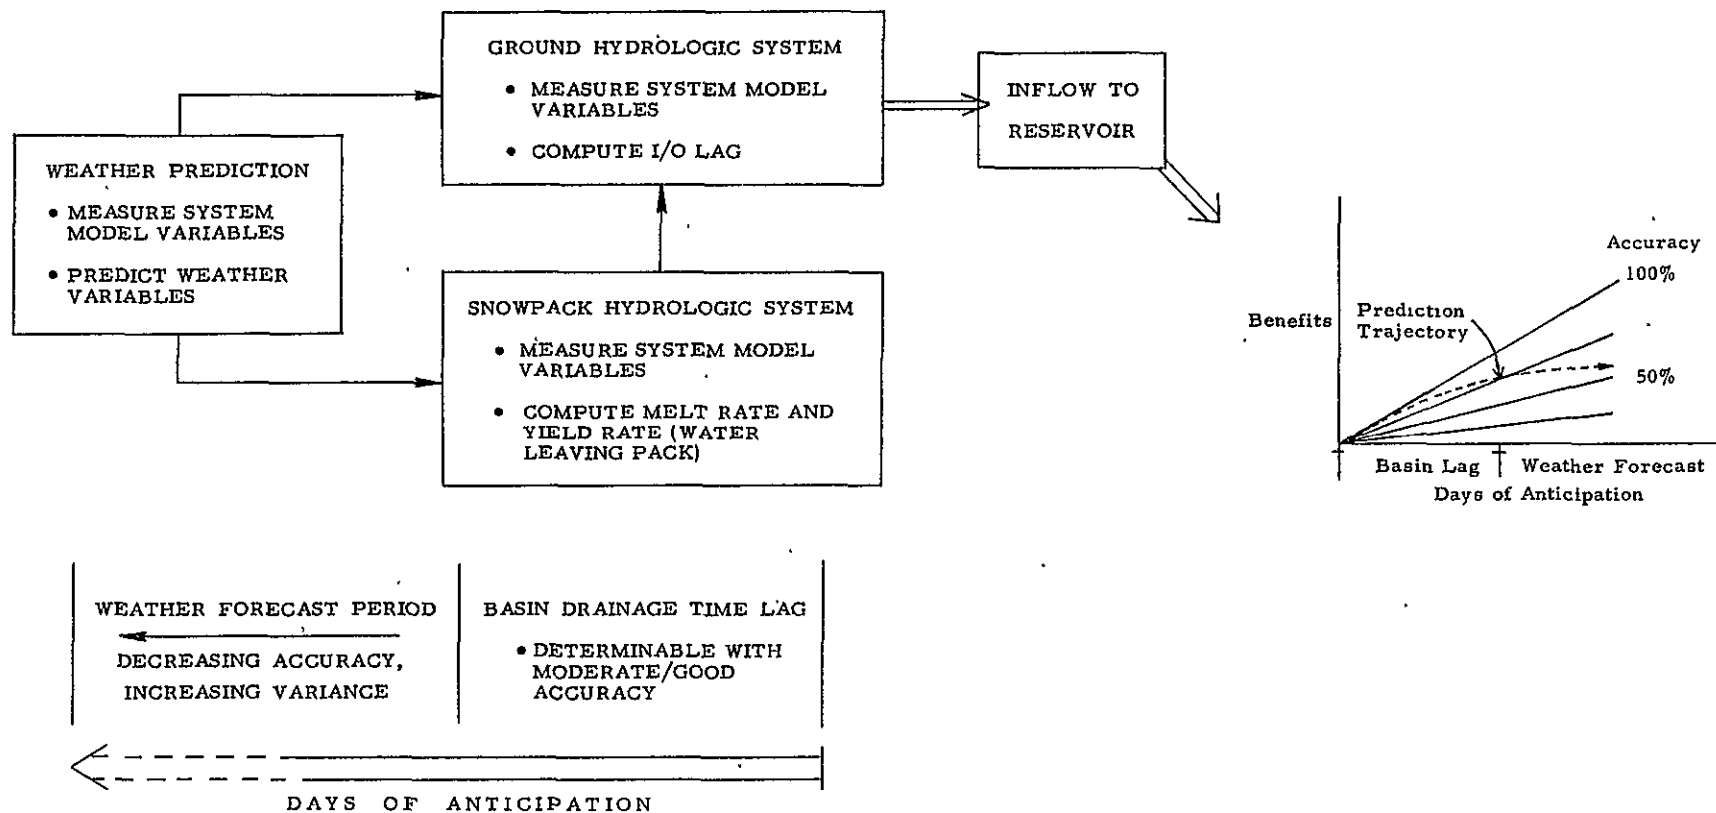 GROUND HYDROLOGIC SYSTEM
• MEASURE SYSTEM MODEL
VARIABLES
• COMPUTE I/O LAG
INFLOW TO
RESERVOIR
WEATHER PREDICTION
• MEASURE SYSTEM
MODEL VARIABLES
• PREDICT WEATHER
VARIABLES
SNOWPACK HYDROLOGIC SYSTEM
• MEASURE SYSTEM MODEL
VARIABLES
• COMPUTE MELT RATE AND
YIELD RATE (WATER
LEAVING PACK)
Accuracy
100%
Benefits
Prediction
Trajectory
50%
Basin Lag
Weather Forecast
Days of Anticipation
WEATHER FORECAST PERIOD
DECREASING ACCURACY,
INCREASING VARIANCE
BASIN DRAINAGE TIME LAG
• DETERMINABLE WITH
MODERATE/GOOD
ACCURACY
DAYS OF ANTICIPATION